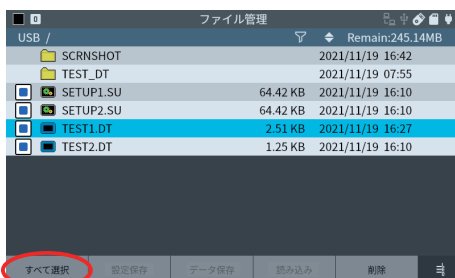 0 ファイル管理
USB / Remain:245.14MB
SCRNSHOT 2021/11/19 16:42
TEST_DT 2021/11/19 07:55
SETUP1.SU 64.42 KB 2021/11/19 16:10
SETUP2.SU 64.42 KB 2021/11/19 16:10
TEST1.DT 2.51 KB 2021/11/19 16:27
TEST2.DT 1.25 KB 2021/11/19 16:10
すべて選択 設定保存 データ保存 読み込み 削除